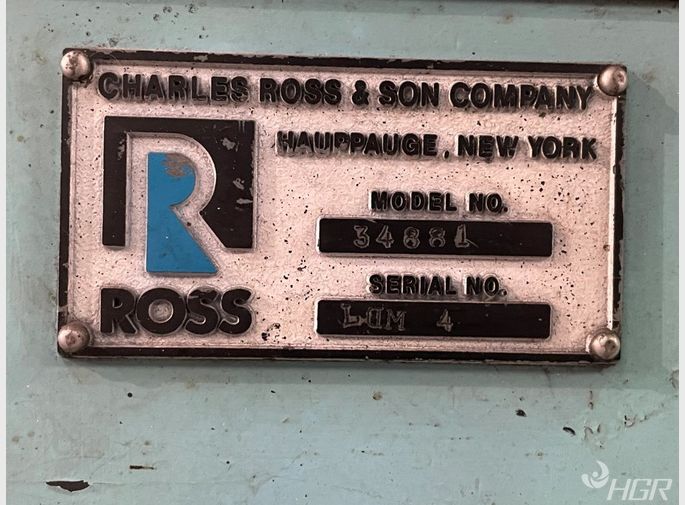 CHARLES ROSS & SON COMPANY
HAUPPAUGE, NEW YORK
MODEL NO.
34881
SERIAL NO.
LDM 4
R
ROSS
HGR